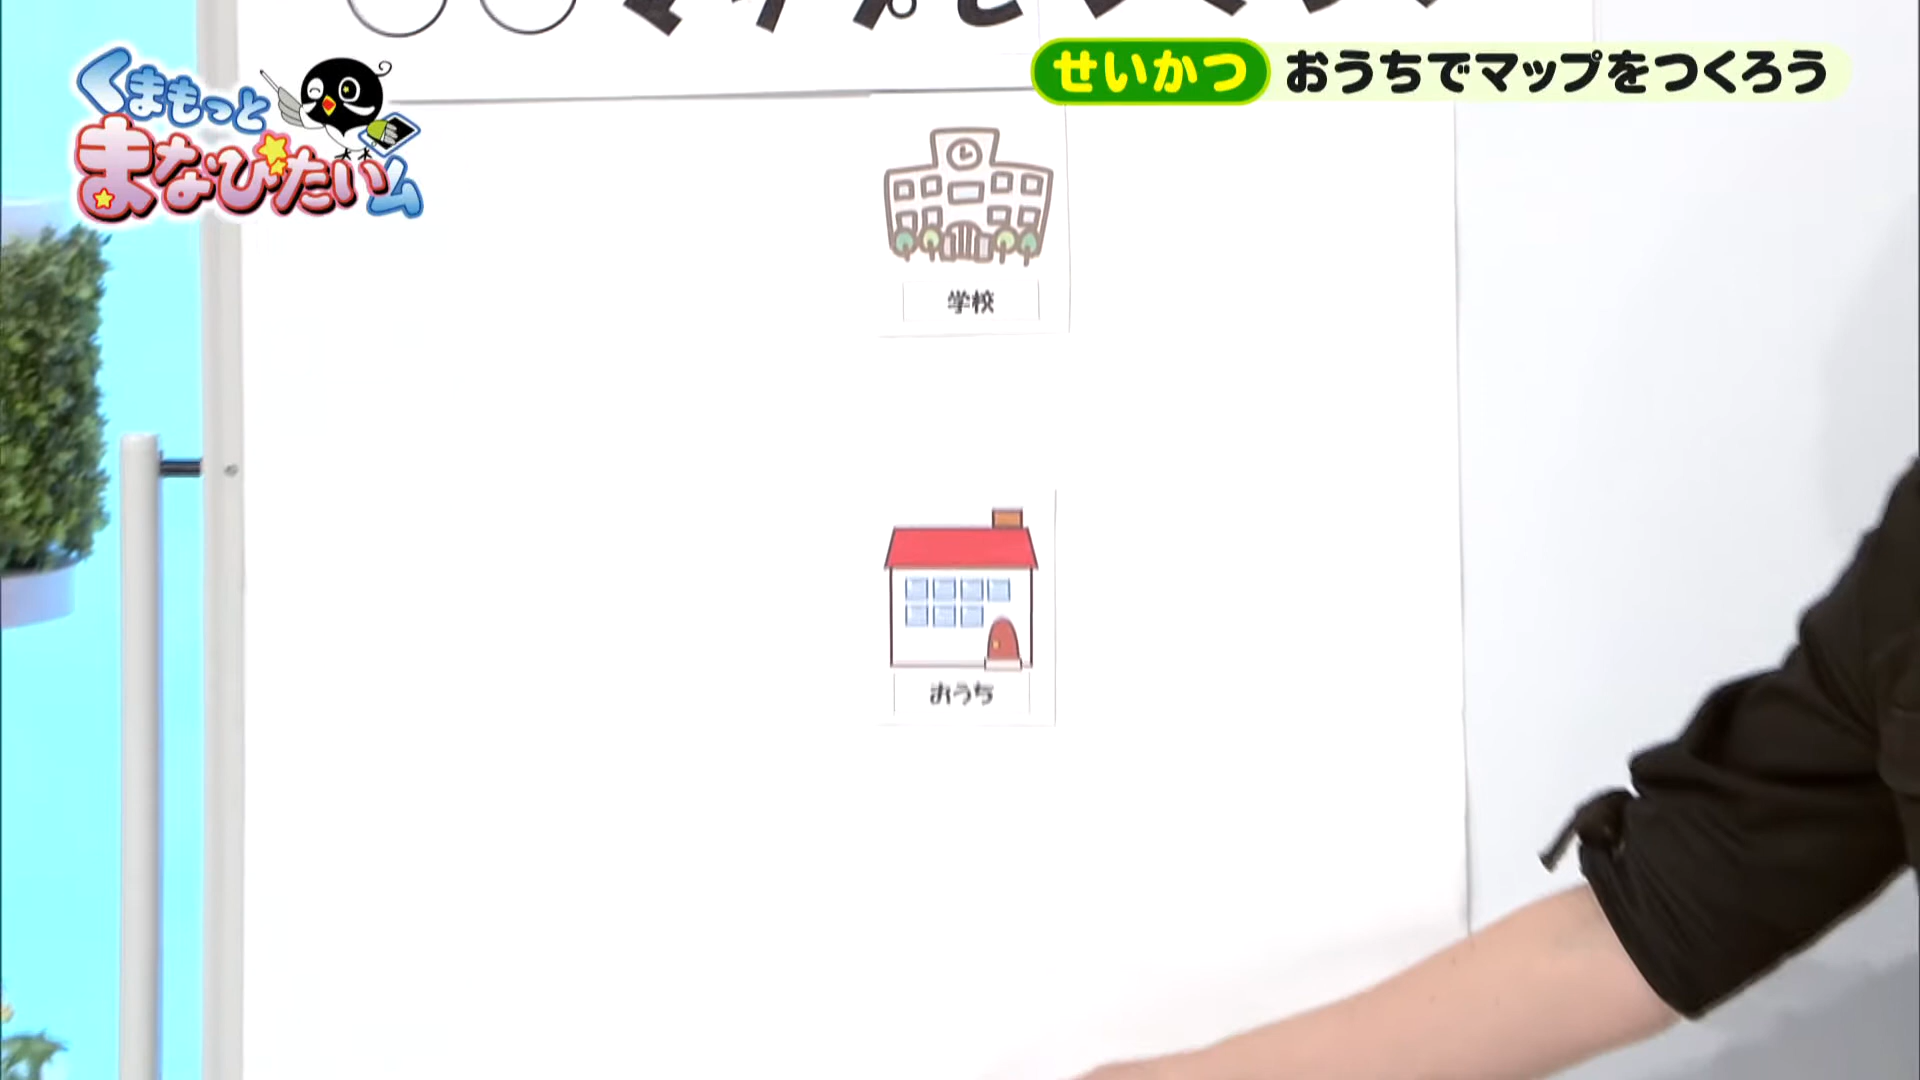 くまもっと
まなびたいム
せいかつ おうちでマップをつくろう
学校
おうち